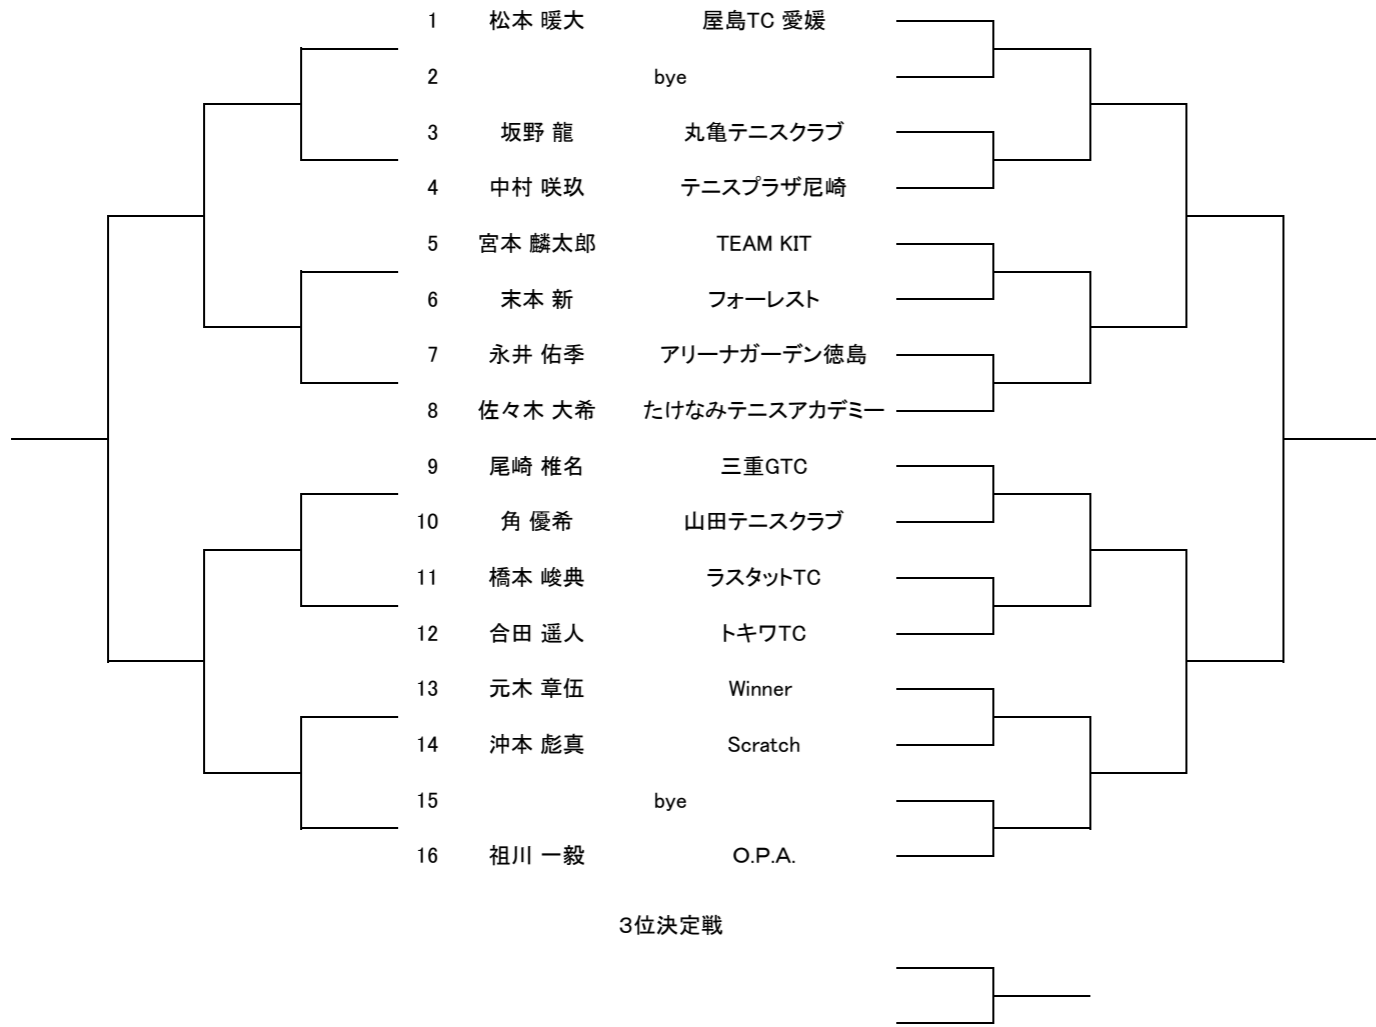 1 松本 暖大 屋島TC 愛媛
2 bye
3 坂野 龍 丸亀テニスクラブ
4 中村 咲玖 テニスプラザ尼崎
5 宮本 麟太郎 TEAM KIT
6 末本 新 フォーレスト
7 永井 佑季 アリーナガーデン徳島
8 佐々木 大希 たけなみテニスアカデミー
9 尾崎 椎名 三重GTC
10 角 優希 山田テニスクラブ
11 橋本 峻典 ラスタットTC
12 合田 遥人 トキワTC
13 元木 章伍 Winner
14 沖本 彪真 Scratch
15 bye
16 祖川 一毅 O.P.A.
3位決定戦